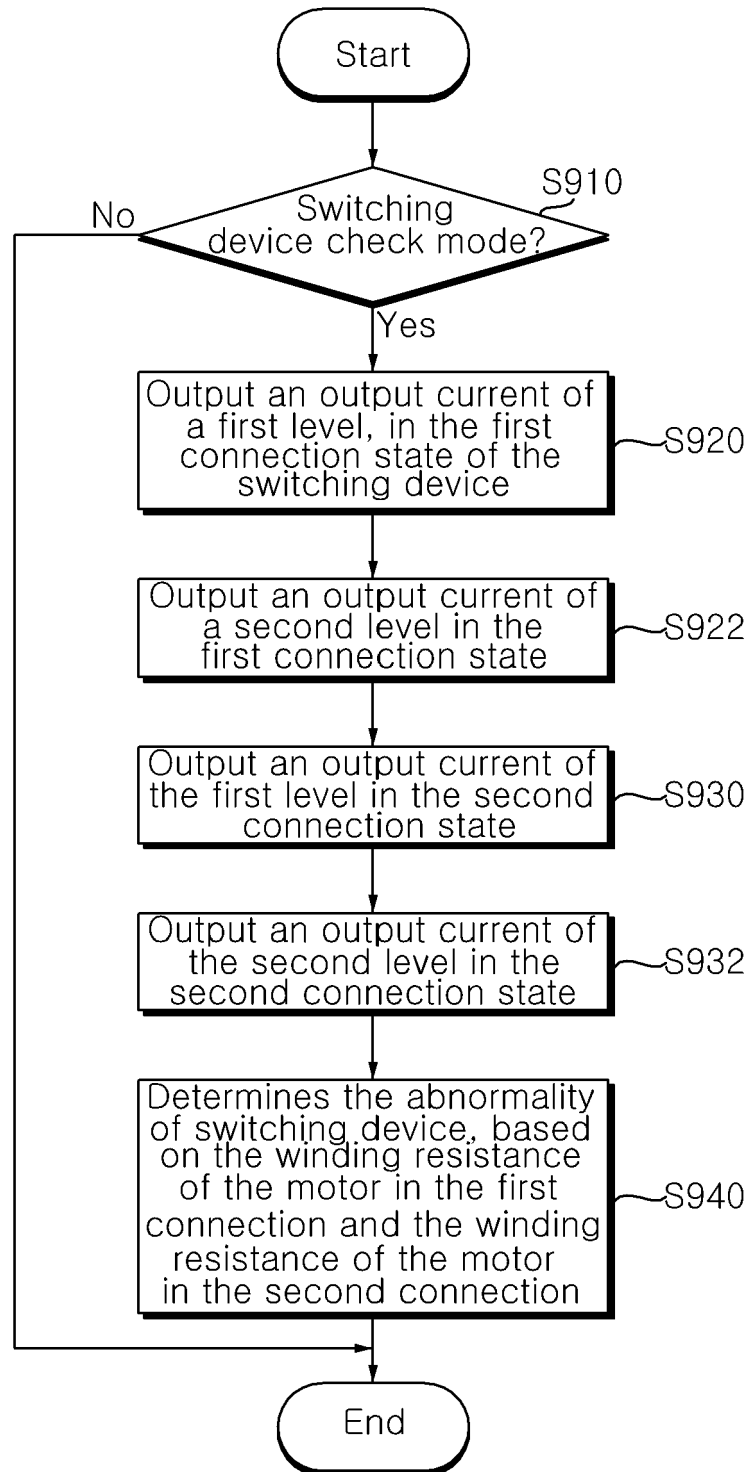 Start
S910
Switching
device check mode?
No
Yes
Output an output current of
a first level, in the first
connection state of the
switching device
S920
Output an output current of
a second level in the
first connection state
S922
Output an output current of
the first level in the second
connection state
S930
Output an output current of
the second level in the
second connection state
S932
Determines the abnormality
of switching device, based
on the winding resistance
of the motor in the first
connection and the winding
resistance of the motor
in the second connection
S940
End